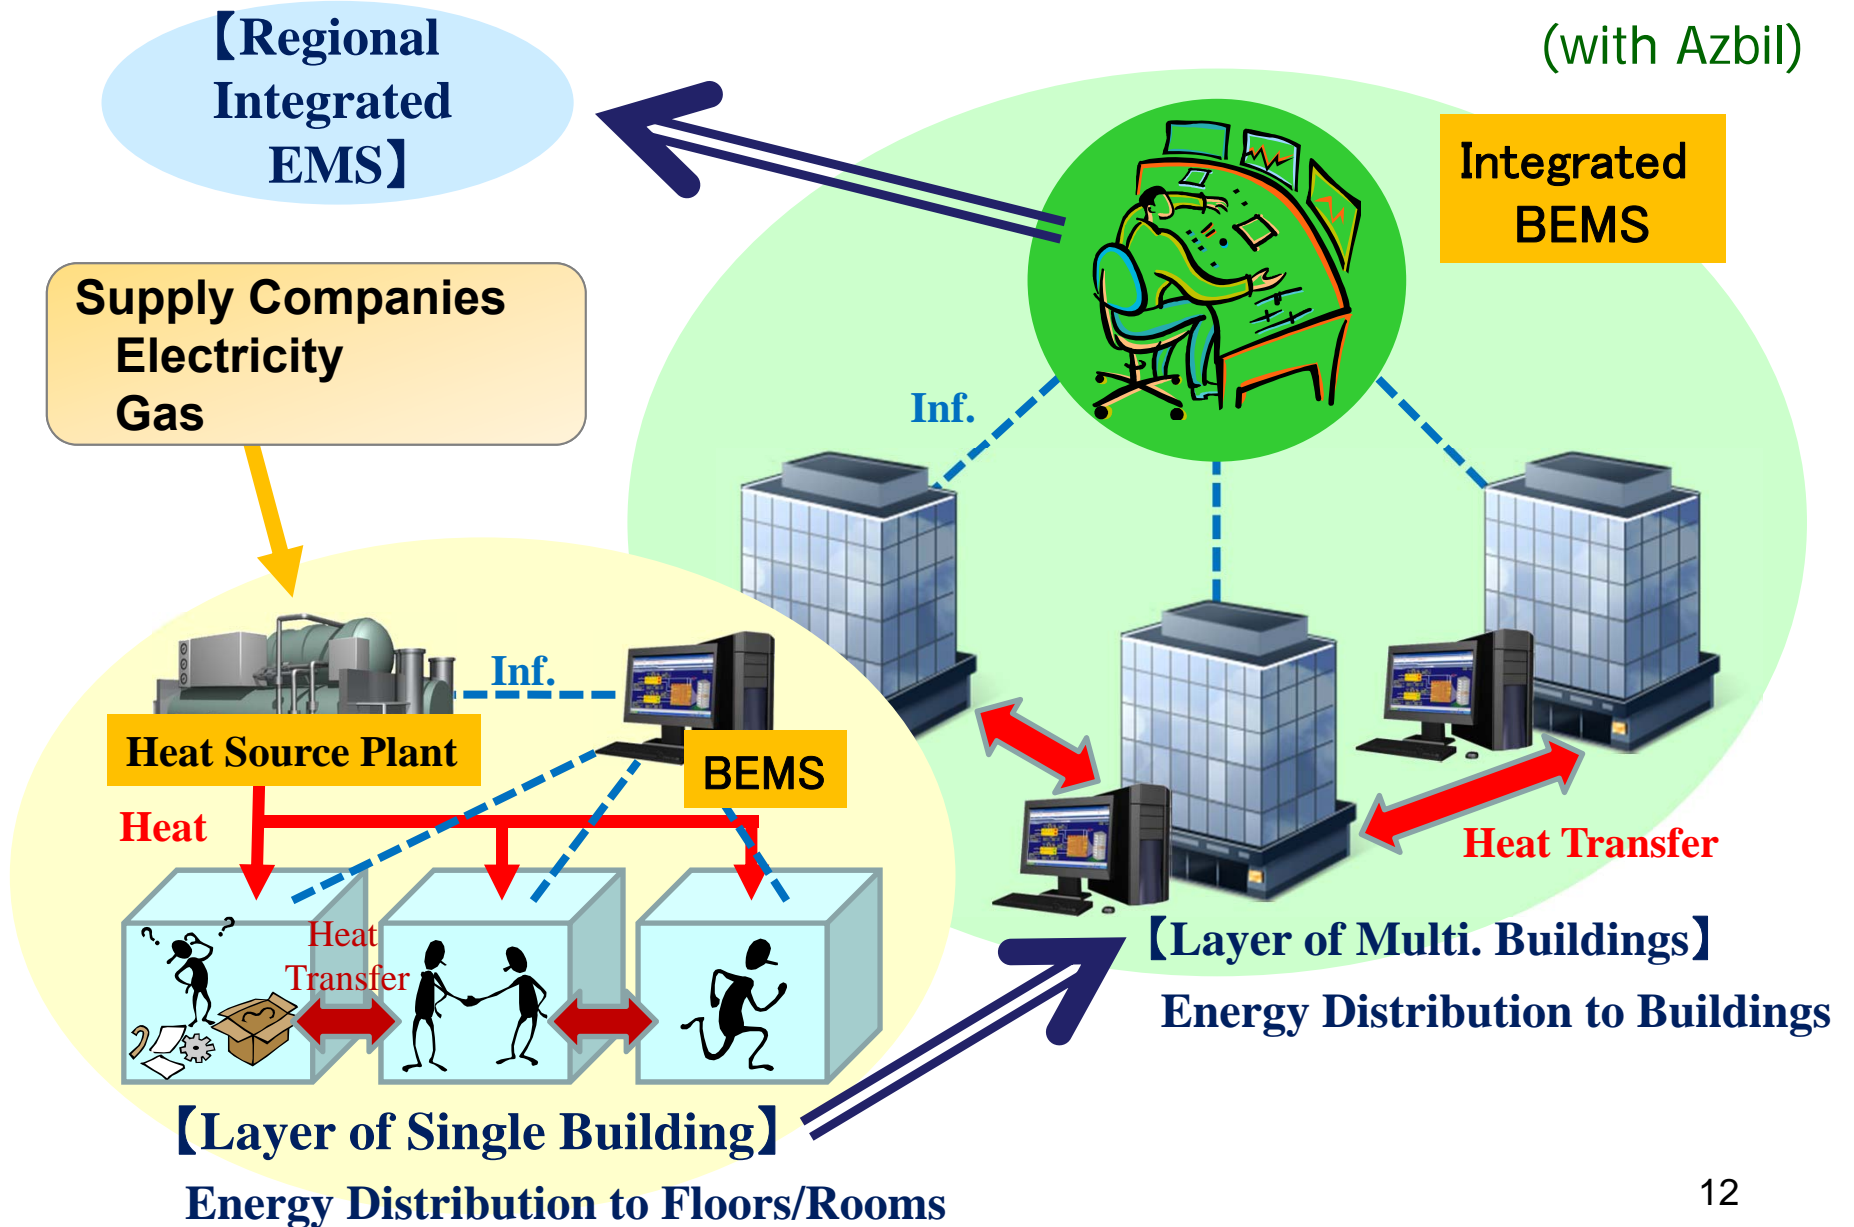 【Regional
Integrated
EMS】
(with Azbil)
Integrated
BEMS
Supply Companies
Electricity
Gas
Inf.
Inf.
Heat Source Plant
BEMS
Heat
Heat Transfer
Heat
Transfer
【Layer of Multi. Buildings】
Energy Distribution to Buildings
【Layer of Single Building】
Energy Distribution to Floors/Rooms
12